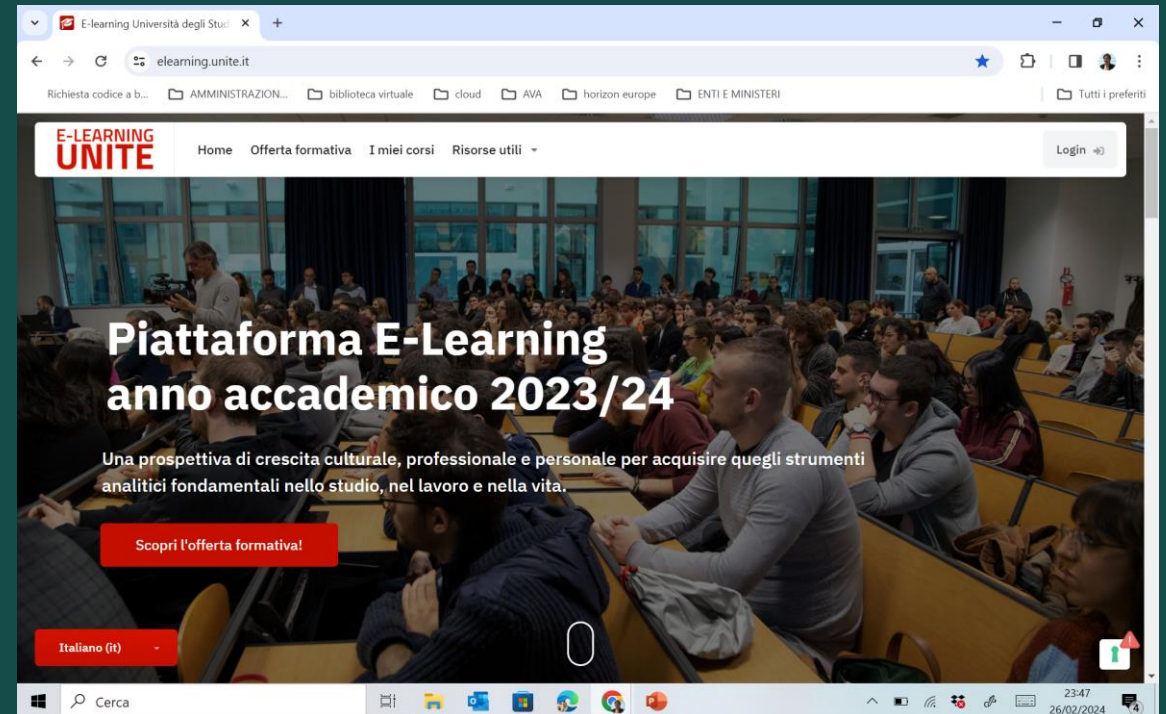 E-learning Università degli Stud
elearning.unite.it
Richiesta codice a b...
AMMINISTRAZION...
biblioteca virtuale
cloud
AVA
horizon europe
ENTI E MINISTERI
Tutti i preferiti
E-LEARNING
UNITE
Home
Offerta formativa
I miei corsi
Risorse utili
Login
Piattaforma E-Learning
anno accademico 2023/24
Una prospettiva di crescita culturale, professionale e personale per acquisire quegli strumenti
analitici fondamentali nello studio, nel lavoro e nella vita.
Scopri l'offerta formativa!
Italiano (it)
Cerca
23:47
26/02/2024
4